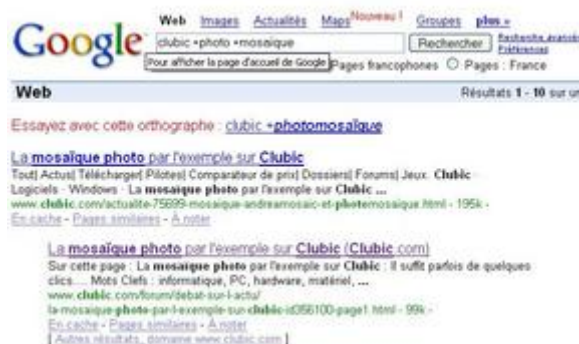 Web Images Actualités Maps Nouveau ! Groupes plus »
Google
clubic +photo +mosaique Rechercher Recherche avancée
Préférences
Pour afficher la page d'accueil de Google Pages francophones Pages : France
Web Résultats 1 - 10 sur un
Essayez avec cette orthographe : clubic +photomosaïque
La mosaïque photo par l'exemple sur Clubic
Tout| Actus| Télécharger| Pilotes| Comparateur de prix| Dossiers| Forums| Jeux. Clubic
Logiciels - Windows · La mosaïque photo par l'exemple sur Clubic ...
www.clubic.com/actualite-75699-mosaique-andreamosaic-et-photomosaique.html - 195k -
En cache - Pages similaires - À noter
La mosaïque photo par l'exemple sur Clubic (Clubic.com)
Sur cette page : La mosaïque photo par l'exemple sur Clubic : Il suffit parfois de quelques
clics ... Mots Clefs : informatique, PC, hardware, matériel, ...
www.clubic.com/forum/debat-sur-l-actu/
la-mosaique-photo-par-l-exemple-sur-clubic-id356100-page1.html - 99k -
En cache - Pages similaires - À noter
[ Autres résultats, domaine www.clubic.com ]